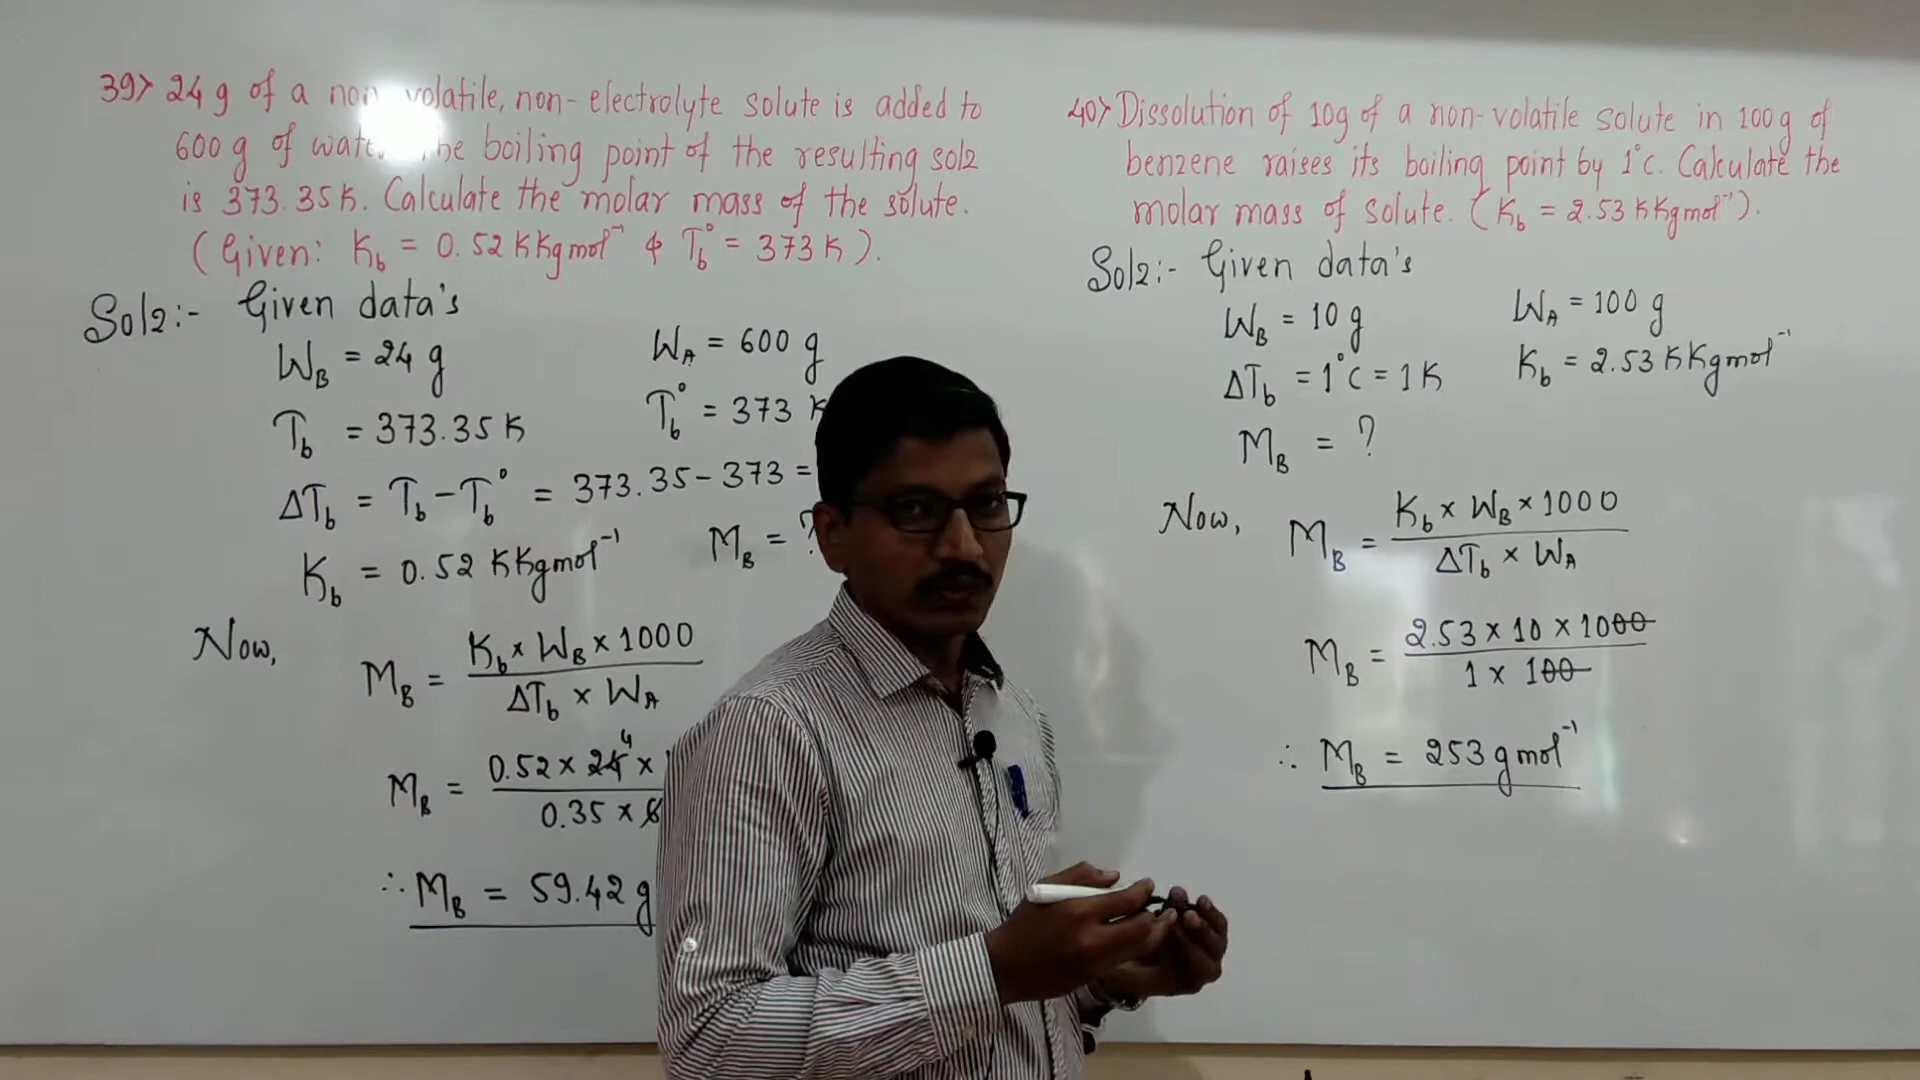 39> 24 g of a non volatile, non-electrolyte solute is added to
600 g of wate. he boiling point of the resulting sol2
is 373.35 K. Calculate the molar mass of the solute.
(Given: Kb = 0.52 K Kg mol⁻¹ & Tb° = 373 K).
Sol2:- Given data's
WB = 24 g WA = 600 g
Tb = 373.35 K Tb° = 373 K
ΔTb = Tb - Tb° = 373.35 - 373 =
Kb = 0.52 K Kg mol⁻¹ MB = ?
Now, MB = Kb × WB × 1000
ΔTb × WA
MB = 0.52 × 24 4 ×
0.35 × 6
∴ MB = 59.42 g
40> Dissolution of 10g of a non-volatile solute in 100 g of
benzene raises its boiling point by 1°C. Calculate the
molar mass of solute. (Kb = 2.53 K Kg mol⁻¹).
Sol2:- Given data's
WB = 10 g WA = 100 g
ΔTb = 1°C = 1 K Kb = 2.53 K Kg mol⁻¹
MB = ?
Now, MB = Kb × WB × 1000
ΔTb × WA
MB = 2.53 × 10 × 1000
1 × 100
∴ MB = 253 g mol⁻¹